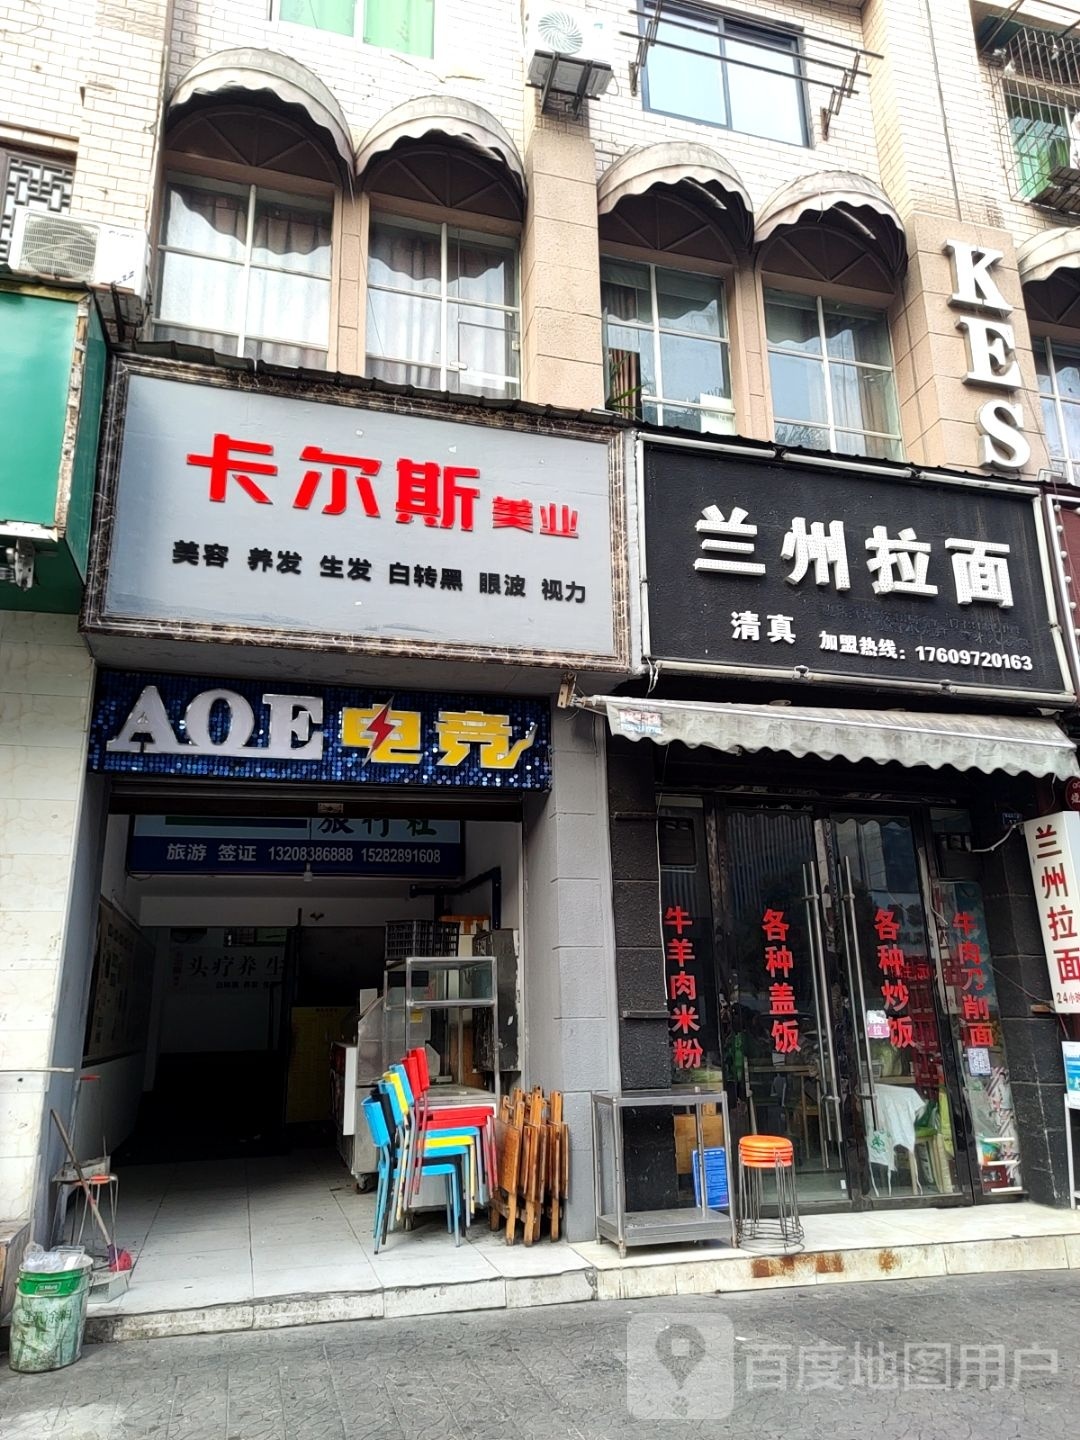 KES
卡尔斯 美业
美容 养发 生发 白转黑 眼波 视力
兰州拉面
清真 加盟热线：17609720163
AOE电竞
旅行社
旅游 签证 13208386888 15282891608
头疗养生
牛羊肉米粉
各种盖饭
各种炒饭
牛肉刀削面
兰州拉面
24小时
百度地图用户